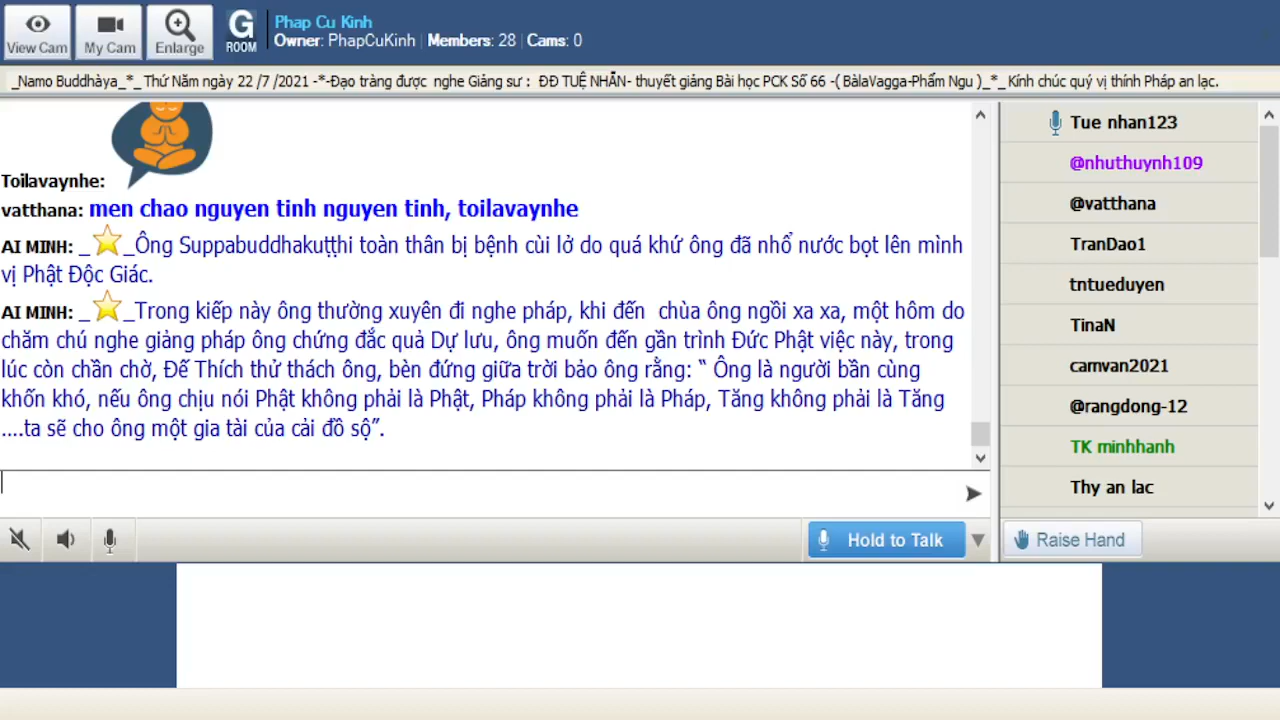 View Cam
My Cam
Enlarge
G
ROOM
Phap Cu Kinh
Owner: PhapCuKinh | Members: 28 | Cams: 0
_Namo Buddhàya_*_ Thứ Năm ngày 22 /7 /2021 -*-Đạo tràng được nghe Giảng sư : ĐĐ TUỆ NHẪN- thuyết giảng Bài học PCK Số 66 -( BàlaVagga-Phẩm Ngu )_*_ Kính chúc quý vị thính Pháp an lạc.
Toilavaynhe:
vatthana: men chao nguyen tinh nguyen tinh, toilavaynhe
AI MINH: _ _Ông Suppabuddhakuṭṭhi toàn thân bị bệnh cùi lở do quá khứ ông đã nhổ nước bọt lên mình
vị Phật Độc Giác.
AI MINH: _ _Trong kiếp này ông thường xuyên đi nghe pháp, khi đến chùa ông ngồi xa xa, một hôm do
chăm chú nghe giảng pháp ông chứng đắc quả Dự lưu, ông muốn đến gần trình Đức Phật việc này, trong
lúc còn chần chờ, Đế Thích thử thách ông, bèn đứng giữa trời bảo ông rằng: “ Ông là người bần cùng
khốn khó, nếu ông chịu nói Phật không phải là Phật, Pháp không phải là Pháp, Tăng không phải là Tăng
....ta sẽ cho ông một gia tài của cải đồ sộ”.
Tue nhan123
@nhuthuynh109
@vatthana
TranDao1
tntueduyen
TinaN
camvan2021
@rangdong-12
TK minhhanh
Thy an lac
Hold to Talk
Raise Hand